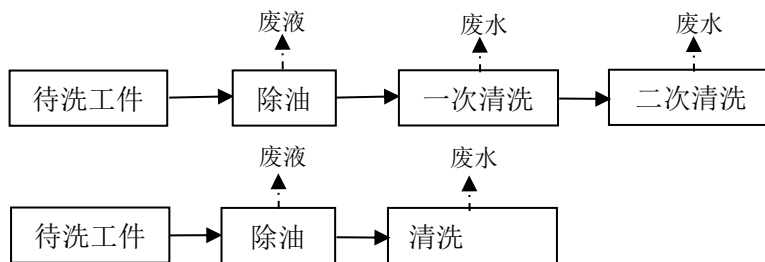 废液 废水 废水
待洗工件 除油 一次清洗 二次清洗
废液 废水
待洗工件 除油 清洗